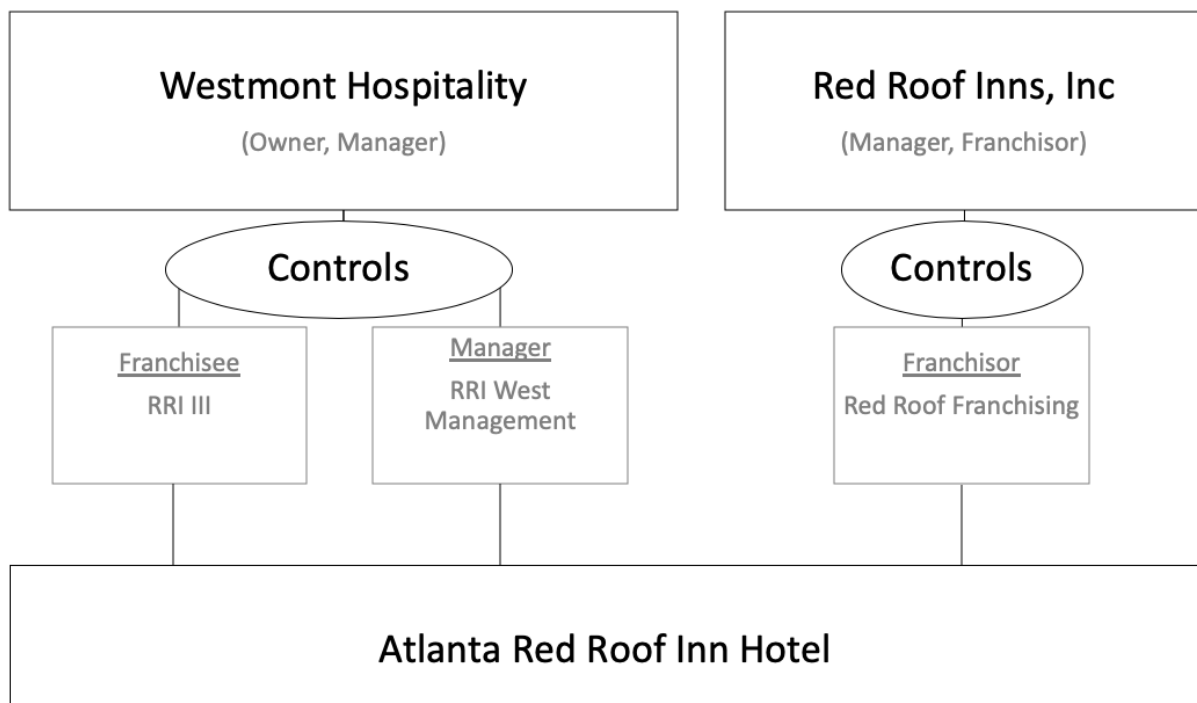 Westmont Hospitality
(Owner, Manager)
Red Roof Inns, Inc
(Manager, Franchisor)
Controls
Controls
Franchisee
RRI III
Manager
RRI West
Management
Franchisor
Red Roof Franchising
Atlanta Red Roof Inn Hotel